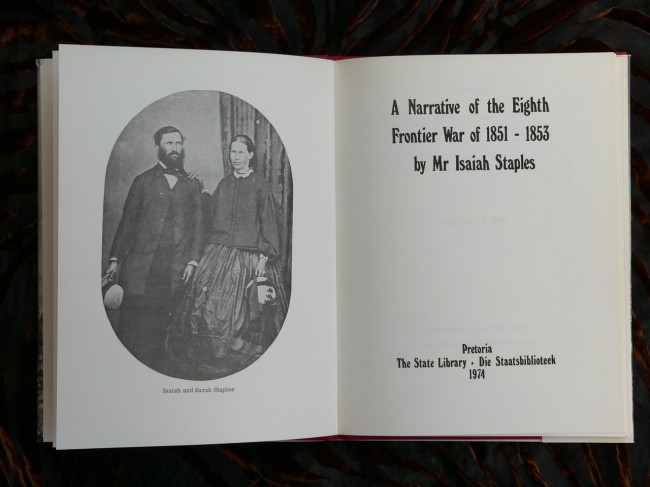 Isaiah and Sarah Staples
A Narrative of the Eighth
Frontier War of 1851 - 1853
by Mr Isaiah Staples
Pretoria
The State Library • Die Staatsbiblioteek
1974